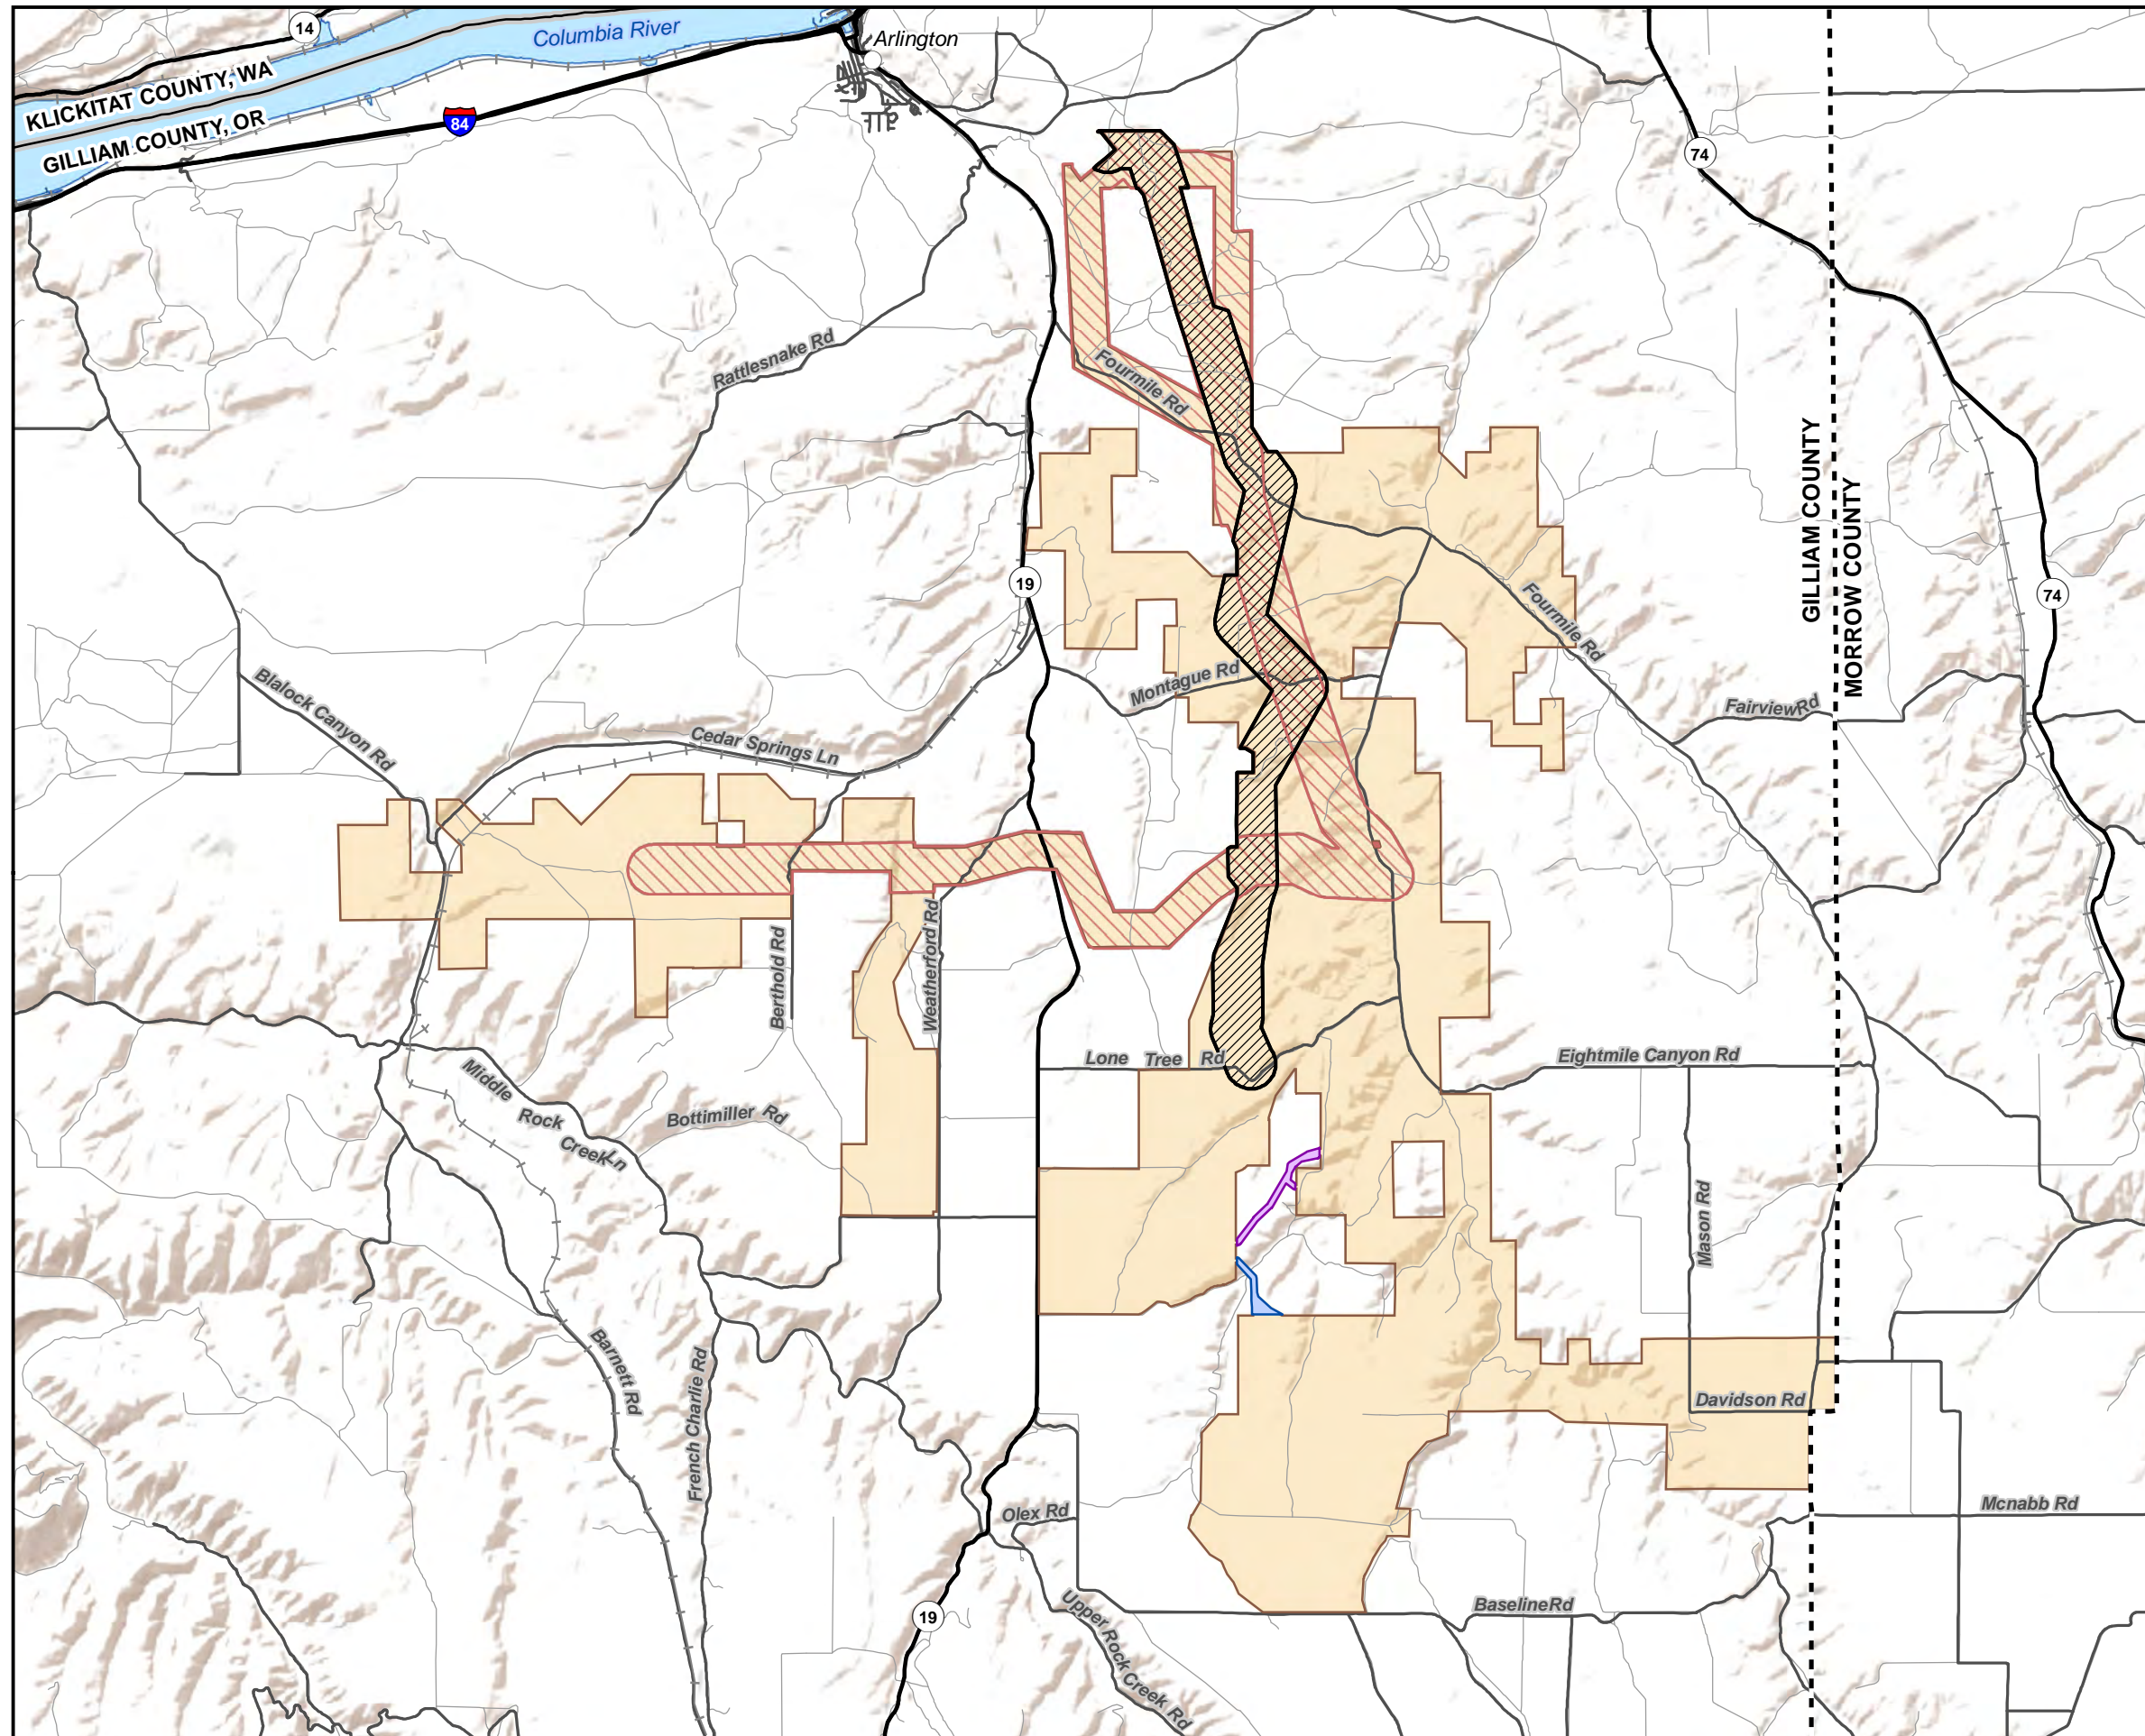 14
Columbia River
Arlington
KLICKITAT COUNTY, WA
GILLIAM COUNTY, OR
84
74
Rattlesnake Rd
Fourmile Rd
GILLIAM COUNTY
MORROW COUNTY
19
Fourmile Rd
74
Montague Rd
Blalock Canyon Rd
Cedar Springs Ln
Fairview Rd
Berthold Rd
Weatherford Rd
Lone Tree Rd
Eightmile Canyon Rd
Middle Rock Creek Ln
Bottimiller Rd
Mason Rd
Barnett Rd
French Charlie Rd
Davidson Rd
Olex Rd
Mcnabb Rd
19
Upper Rock Creek Rd
Baseline Rd